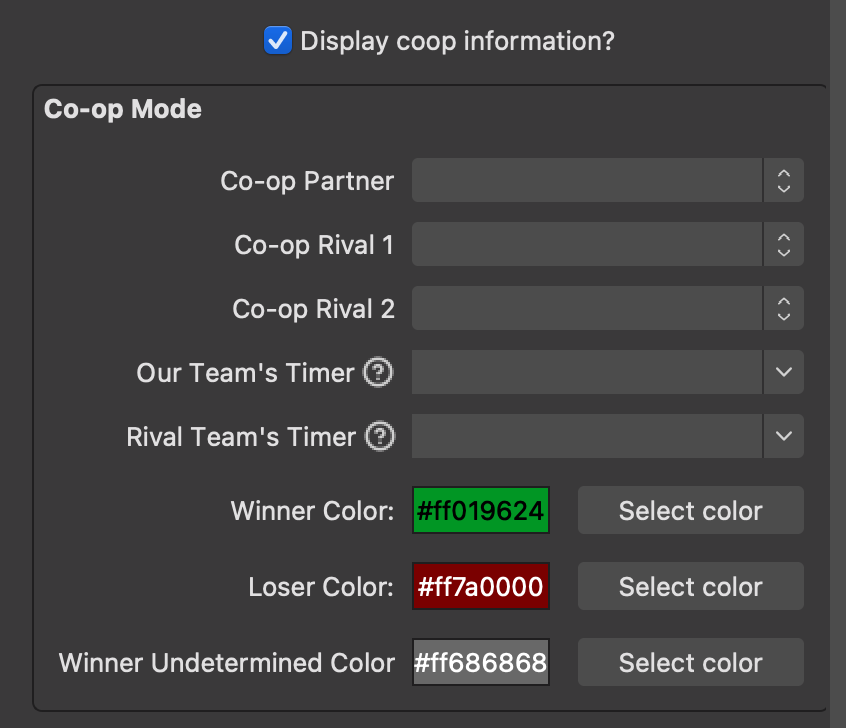 Display coop information?
Co-op Mode
Co-op Partner
Co-op Rival 1
Co-op Rival 2
Our Team's Timer ?
Rival Team's Timer ?
Winner Color: #ff019624 Select color
Loser Color: #ff7a0000 Select color
Winner Undetermined Color #ff686868 Select color